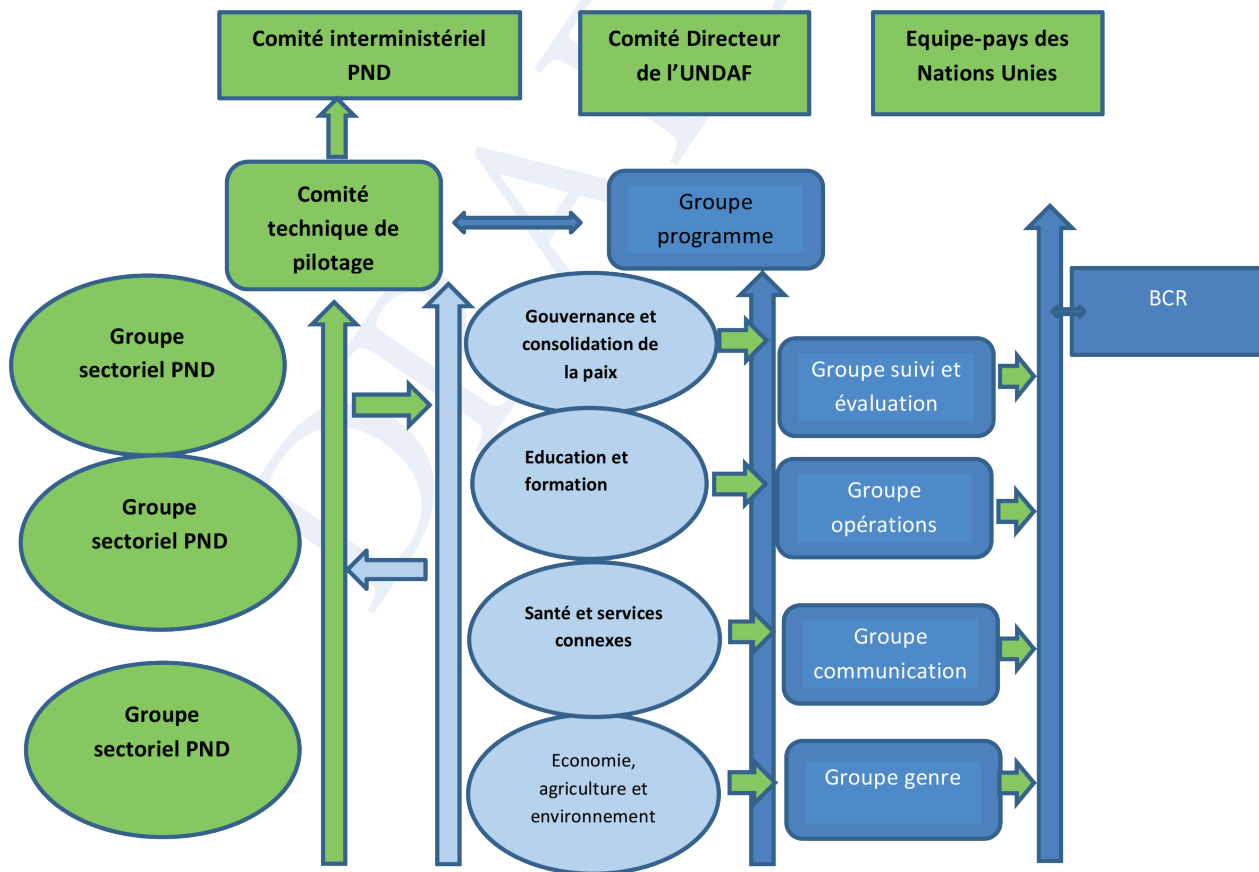 Comité interministériel
PND
Comité Directeur
de l’UNDAF
Equipe-pays des
Nations Unies
Comité
technique de
pilotage
Groupe
programme
Groupe
sectoriel PND
Groupe
sectoriel PND
Groupe
sectoriel PND
Gouvernance et
consolidation de
la paix
Education et
formation
Santé et services
connexes
Economie,
agriculture et
environnement
Groupe suivi et
évaluation
Groupe
opérations
Groupe
communication
Groupe genre
BCR